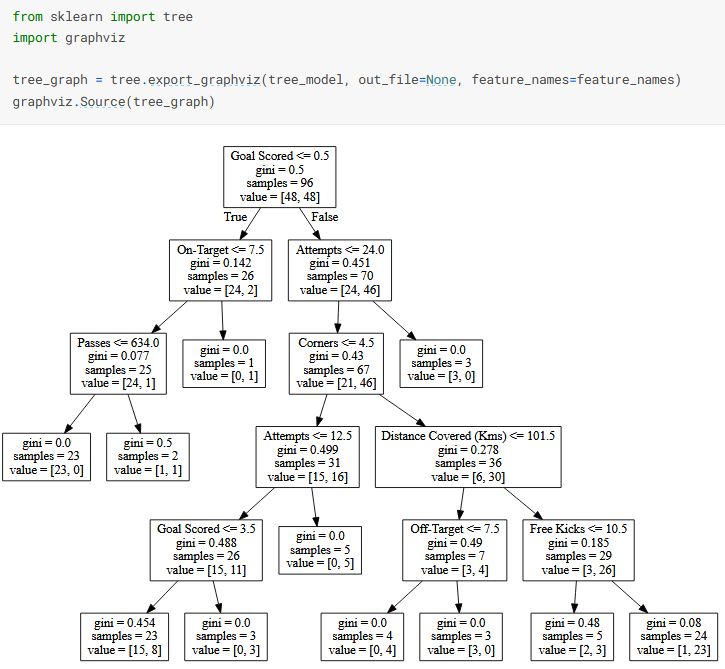 from sklearn import tree
import graphviz
tree_graph = tree.export_graphviz(tree_model, out_file=None, feature_names=feature_names)
graphviz.Source(tree_graph)
Goal Scored <= 0.5
gini = 0.5
samples = 96
value = [48, 48]
True
False
On-Target <= 7.5
gini = 0.142
samples = 26
value = [24, 2]
Attempts <= 24.0
gini = 0.451
samples = 70
value = [24, 46]
Passes <= 634.0
gini = 0.077
samples = 25
value = [24, 1]
gini = 0.0
samples = 1
value = [0, 1]
Corners <= 4.5
gini = 0.43
samples = 67
value = [21, 46]
gini = 0.0
samples = 3
value = [3, 0]
gini = 0.0
samples = 23
value = [23, 0]
gini = 0.5
samples = 2
value = [1, 1]
Attempts <= 12.5
gini = 0.499
samples = 31
value = [15, 16]
Distance Covered (Kms) <= 101.5
gini = 0.278
samples = 36
value = [6, 30]
Goal Scored <= 3.5
gini = 0.488
samples = 26
value = [15, 11]
gini = 0.0
samples = 5
value = [0, 5]
Off-Target <= 7.5
gini = 0.49
samples = 7
value = [3, 4]
Free Kicks <= 10.5
gini = 0.185
samples = 29
value = [3, 26]
gini = 0.454
samples = 23
value = [15, 8]
gini = 0.0
samples = 3
value = [0, 3]
gini = 0.0
samples = 4
value = [0, 4]
gini = 0.0
samples = 3
value = [3, 0]
gini = 0.48
samples = 5
value = [2, 3]
gini = 0.08
samples = 24
value = [1, 23]